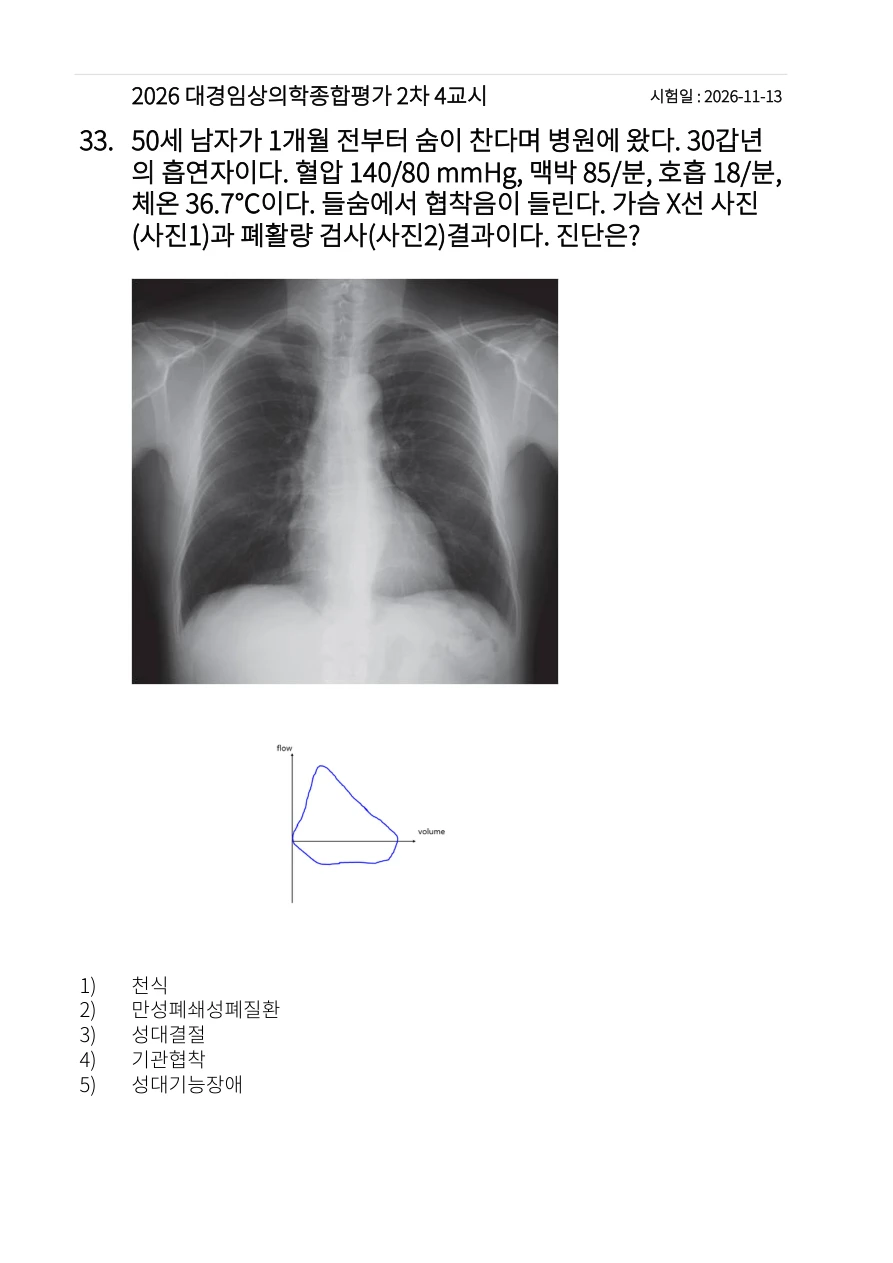 2026 대경임상의학종합평가 2차 4교시
시험일 : 2026-11-13
33. 50세 남자가 1개월 전부터 숨이 찬다며 병원에 왔다. 30갑년
의 흡연자이다. 혈압 140/80 mmHg, 맥박 85/분, 호흡 18/분,
체온 36.7℃이다. 들숨에서 협착음이 들린다. 가슴 X선 사진
(사진1)과 폐활량 검사(사진2)결과이다. 진단은?
flow
volume
1) 천식
2) 만성폐쇄성폐질환
3) 성대결절
4) 기관협착
5) 성대기능장애